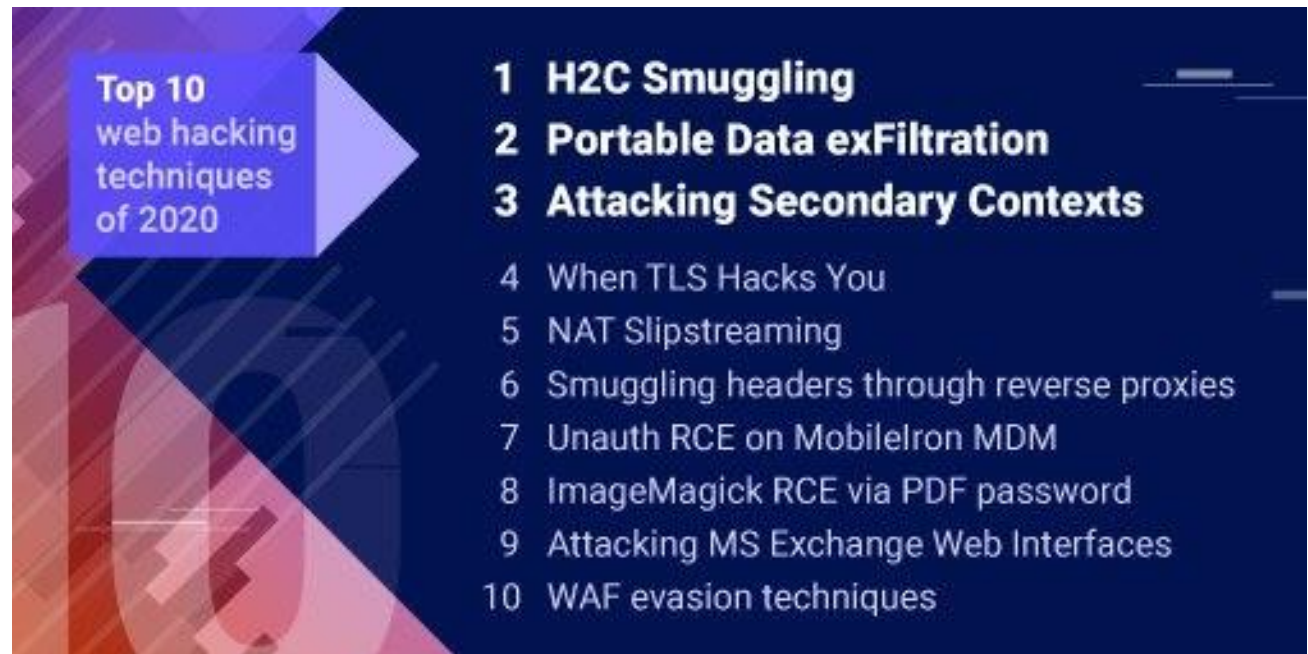 Top 10
web hacking
techniques
of 2020
1 H2C Smuggling
2 Portable Data exFiltration
3 Attacking Secondary Contexts
4 When TLS Hacks You
5 NAT Slipstreaming
6 Smuggling headers through reverse proxies
7 Unauth RCE on MobileIron MDM
8 ImageMagick RCE via PDF password
9 Attacking MS Exchange Web Interfaces
10 WAF evasion techniques
10